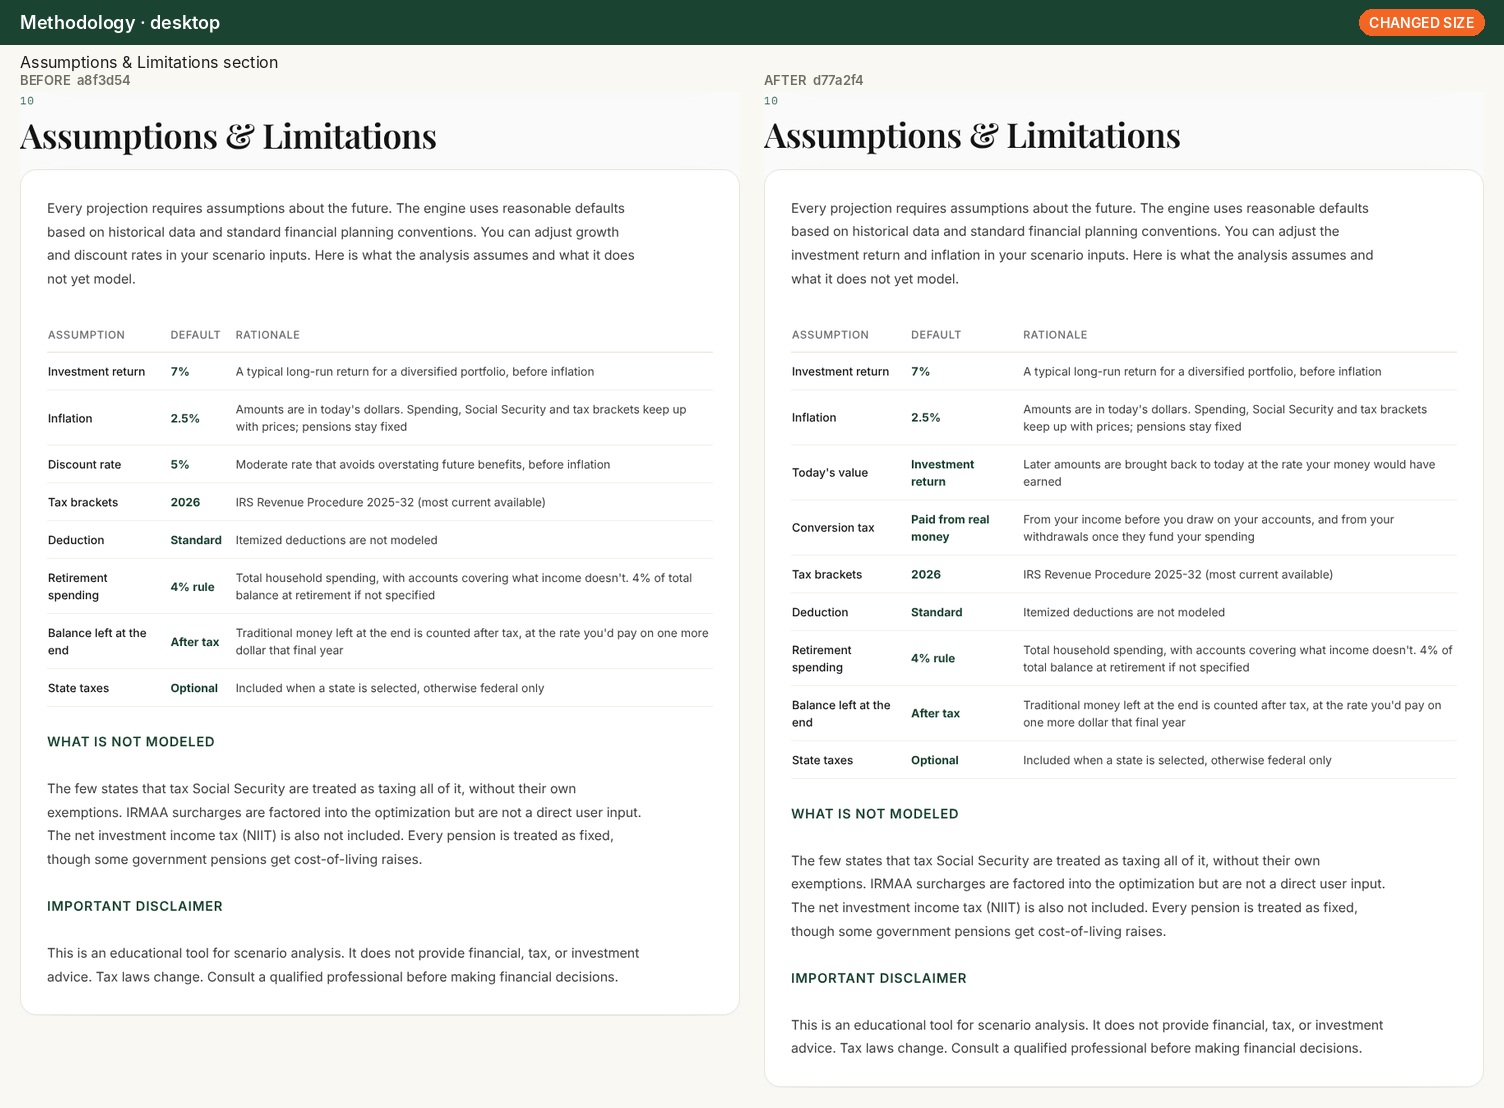 Methodology · desktop
CHANGED SIZE
Assumptions & Limitations section
BEFORE a8f3d54
10
Assumptions & Limitations
Every projection requires assumptions about the future. The engine uses reasonable defaults
based on historical data and standard financial planning conventions. You can adjust growth
and discount rates in your scenario inputs. Here is what the analysis assumes and what it does
not yet model.
ASSUMPTION DEFAULT RATIONALE
Investment return 7% A typical long-run return for a diversified portfolio, before inflation
Inflation 2.5% Amounts are in today's dollars. Spending, Social Security and tax brackets keep up
with prices; pensions stay fixed
Discount rate 5% Moderate rate that avoids overstating future benefits, before inflation
Tax brackets 2026 IRS Revenue Procedure 2025-32 (most current available)
Deduction Standard Itemized deductions are not modeled
Retirement
spending
4% rule
Total household spending, with accounts covering what income doesn't. 4% of total
balance at retirement if not specified
Balance left at the
end
After tax
Traditional money left at the end is counted after tax, at the rate you'd pay on one more
dollar that final year
State taxes Optional Included when a state is selected, otherwise federal only
WHAT IS NOT MODELED
The few states that tax Social Security are treated as taxing all of it, without their own
exemptions. IRMAA surcharges are factored into the optimization but are not a direct user input.
The net investment income tax (NIIT) is also not included. Every pension is treated as fixed,
though some government pensions get cost-of-living raises.
IMPORTANT DISCLAIMER
This is an educational tool for scenario analysis. It does not provide financial, tax, or investment
advice. Tax laws change. Consult a qualified professional before making financial decisions.
AFTER d77a2f4
10
Assumptions & Limitations
Every projection requires assumptions about the future. The engine uses reasonable defaults
based on historical data and standard financial planning conventions. You can adjust the
investment return and inflation in your scenario inputs. Here is what the analysis assumes and
what it does not yet model.
ASSUMPTION DEFAULT RATIONALE
Investment return 7% A typical long-run return for a diversified portfolio, before inflation
Inflation 2.5% Amounts are in today's dollars. Spending, Social Security and tax brackets
keep up with prices; pensions stay fixed
Today's value
Investment
return
Later amounts are brought back to today at the rate your money would have
earned
Conversion tax
Paid from real
money
From your income before you draw on your accounts, and from your
withdrawals once they fund your spending
Tax brackets 2026 IRS Revenue Procedure 2025-32 (most current available)
Deduction Standard Itemized deductions are not modeled
Retirement
spending
4% rule
Total household spending, with accounts covering what income doesn't. 4% of
total balance at retirement if not specified
Balance left at the
end
After tax
Traditional money left at the end is counted after tax, at the rate you'd pay on
one more dollar that final year
State taxes Optional Included when a state is selected, otherwise federal only
WHAT IS NOT MODELED
The few states that tax Social Security are treated as taxing all of it, without their own
exemptions. IRMAA surcharges are factored into the optimization but are not a direct user input.
The net investment income tax (NIIT) is also not included. Every pension is treated as fixed,
though some government pensions get cost-of-living raises.
IMPORTANT DISCLAIMER
This is an educational tool for scenario analysis. It does not provide financial, tax, or investment
advice. Tax laws change. Consult a qualified professional before making financial decisions.